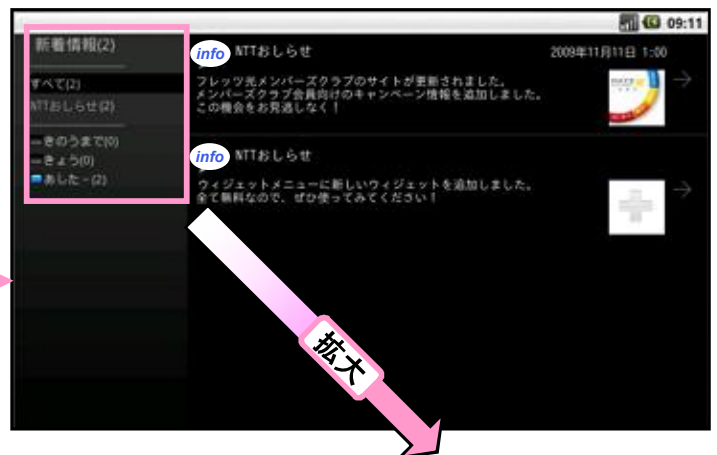 09:11
新着情報(2)
すべて(2)
NTTおしらせ(2)
きのうまで(0)
きょう(0)
あした - (2)
info NTTおしらせ
2009年11月11日 1:00
フレッツ光メンバーズクラブのサイトが更新されました。
メンバーズクラブ会員向けのキャンペーン情報を追加しました。
この機会をお見逃しなく！
info NTTおしらせ
ウィジェットメニューに新しいウィジェットを追加しました。
全て無料なので、ぜひ使ってみてください！
拡大